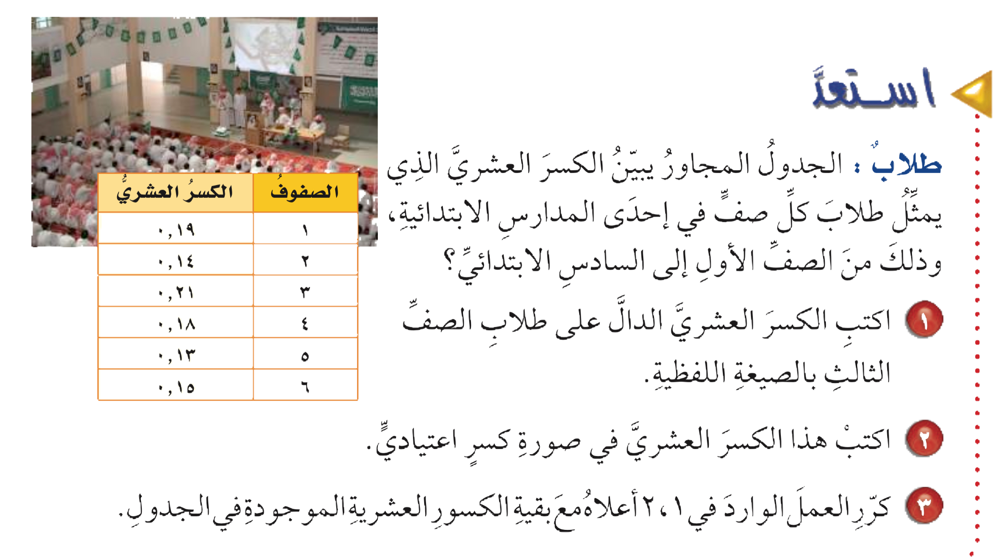 استعدَّ
طلابٌ : الجدولُ المجاورُ يبيّنُ الكسرَ العشريَّ الذِي
يمثِّلُ طلابَ كلِّ صفٍّ في إحدَى المدارسِ الابتدائيةِ،
وذلكَ منَ الصفِّ الأولِ إلى السادسِ الابتدائيِّ؟
١ اكتبِ الكسرَ العشريَّ الدالَّ على طلابِ الصفِّ
الثالثِ بالصيغةِ اللفظيةِ.
٢ اكتبْ هذا الكسرَ العشريَّ في صورةِ كسرٍ اعتياديٍّ.
٣ كرّرِ العملَ الواردَ في ١، ٢ أعلاهُ معَ بقيةِ الكسورِ العشريةِ الموجودةِ في الجدولِ.
الصفوفُ الكسرُ العشريُّ
١ ٠,١٩
٢ ٠,١٤
٣ ٠,٢١
٤ ٠,١٨
٥ ٠,١٣
٦ ٠,١٥